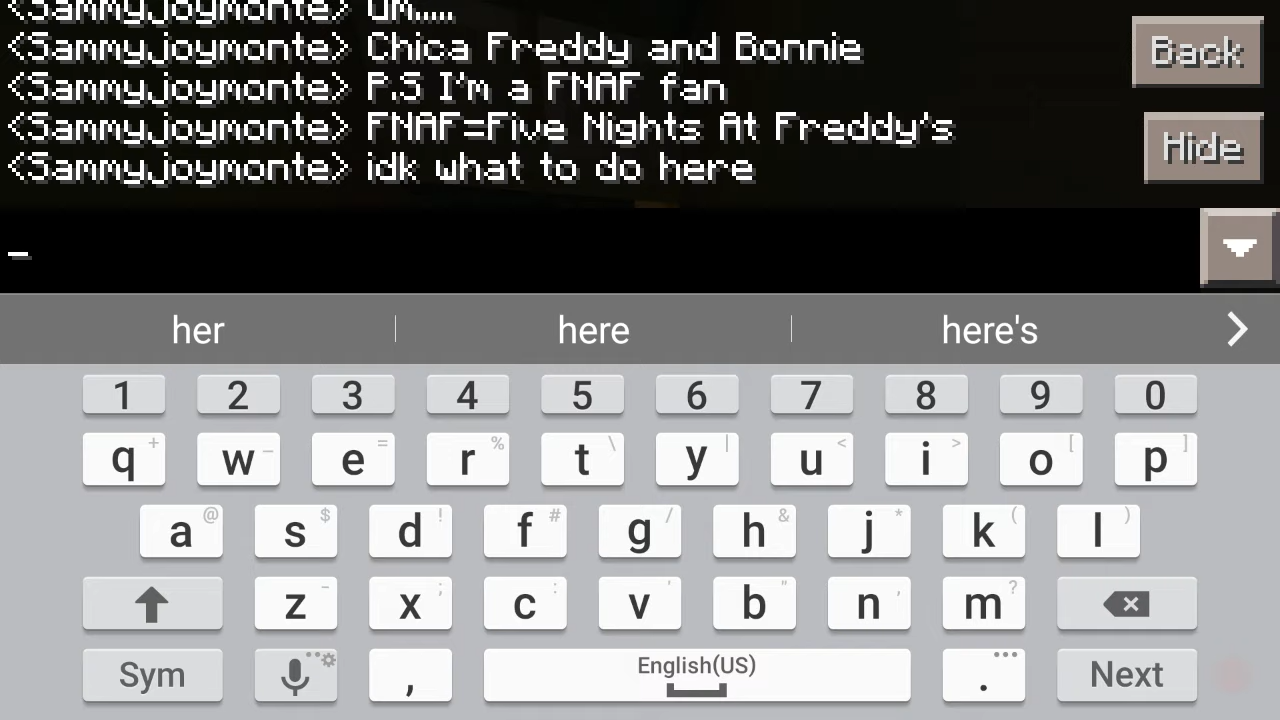 <Sammyjoymonte> um.....
<Sammyjoymonte> Chica Freddy and Bonnie
<Sammyjoymonte> P.S I'm a FNAF fan
<Sammyjoymonte> FNAF=Five Nights At Freddy's
<Sammyjoymonte> idk what to do here
Back
Hide
_
her here here's
1 2 3 4 5 6 7 8 9 0
q + w _ e = r % t \ y | u < i > o [ p ]
a @ s $ d ! f # g / h & j * k ( l )
z - x ; c : v ' b " n , m ?
Sym , English(US) . Next